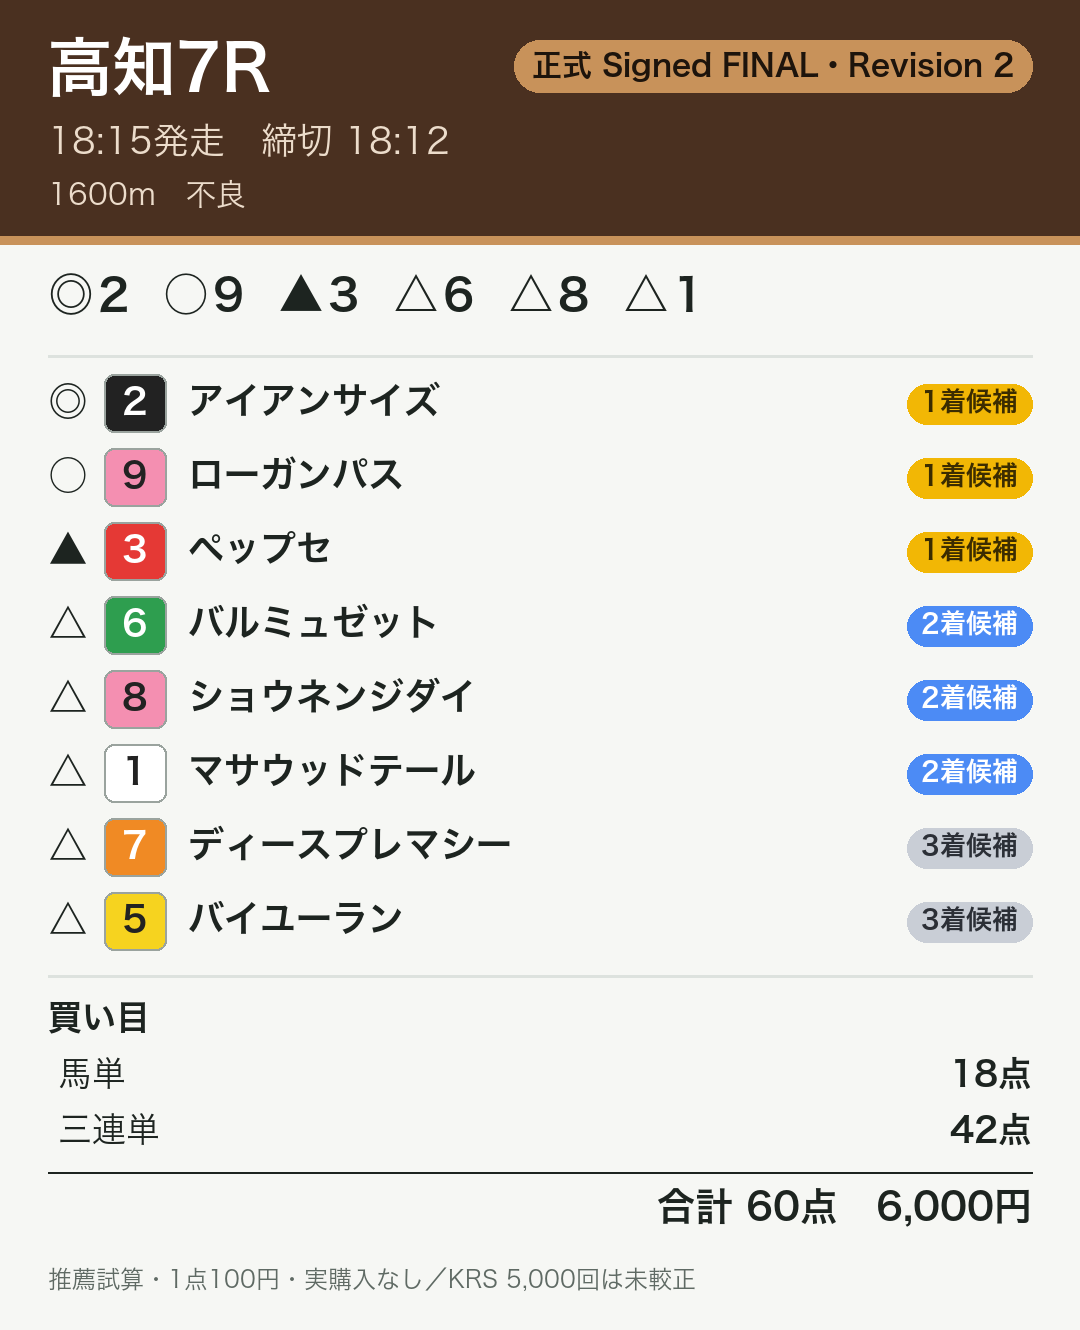 高知7R
正式 Signed FINAL・Revision 2
18:15発走　締切 18:12
1600m　不良
◎2 ○9 ▲3 △6 △8 △1
◎ 2 アイアンサイズ 1着候補
○ 9 ローガンパス 1着候補
▲ 3 ペップセ 1着候補
△ 6 バルミュゼット 2着候補
△ 8 ショウネンジダイ 2着候補
△ 1 マサウッドテール 2着候補
△ 7 ディースプレマシー 3着候補
△ 5 バイユーラン 3着候補
買い目
馬単 18点
三連単 42点
合計 60点　6,000円
推薦試算・1点100円・実購入なし／KRS 5,000回は未較正